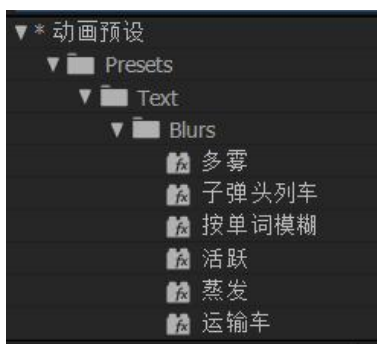 * 动画预设
Presets
Text
Blurs
多雾
子弹头列车
按单词模糊
活跃
蒸发
运输车